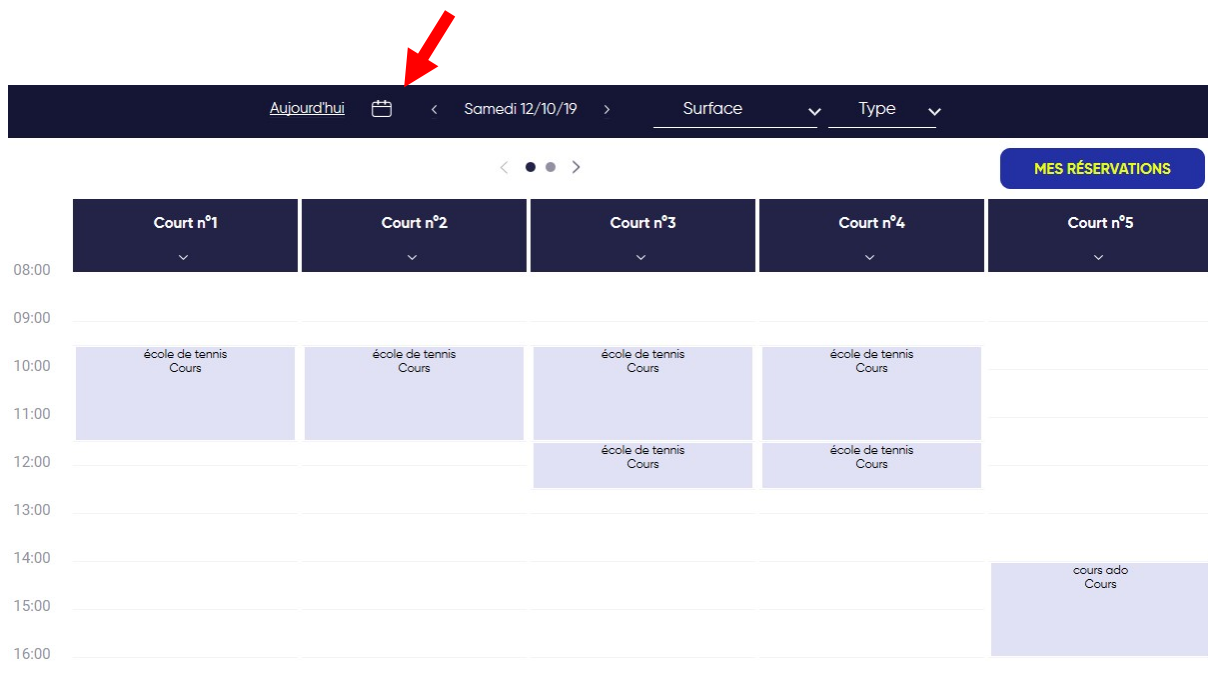 Aujourd'hui
Samedi 12/10/19
Surface
Type
MES RÉSERVATIONS
Court n°1
Court n°2
Court n°3
Court n°4
Court n°5
08:00
09:00
10:00
école de tennis
Cours
école de tennis
Cours
école de tennis
Cours
école de tennis
Cours
11:00
12:00
école de tennis
Cours
école de tennis
Cours
13:00
14:00
cours ado
Cours
15:00
16:00